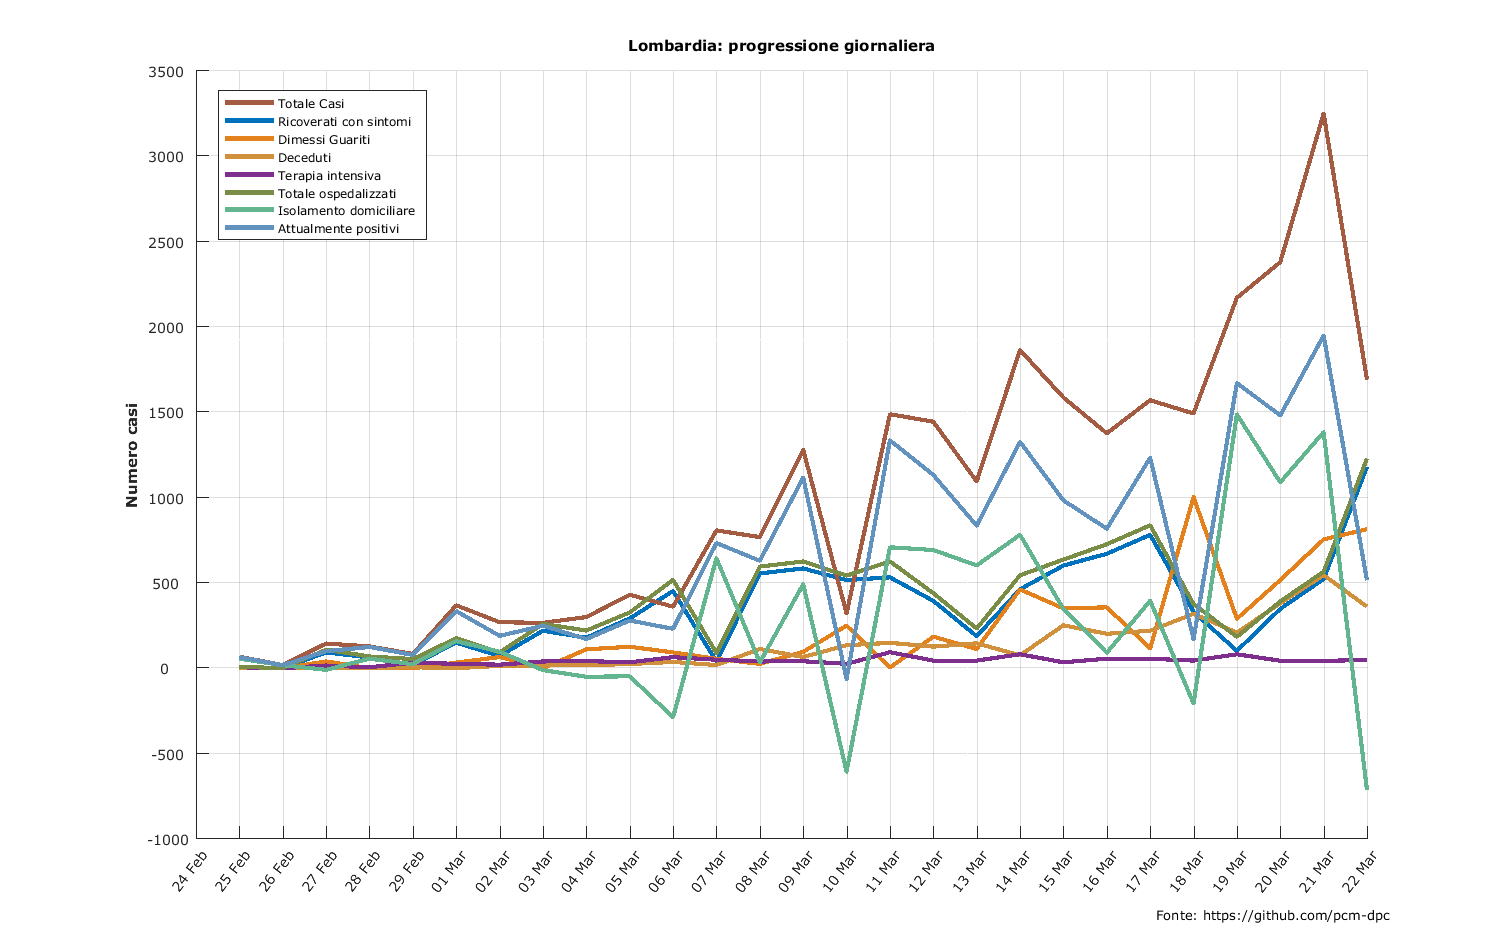 Lombardia: progressione giornaliera
3500
3000
2500
2000
1500
1000
500
0
-500
-1000
Numero casi
Totale Casi
Ricoverati con sintomi
Dimessi Guariti
Deceduti
Terapia intensiva
Totale ospedalizzati
Isolamento domiciliare
Attualmente positivi
24 Feb
25 Feb
26 Feb
27 Feb
28 Feb
29 Feb
01 Mar
02 Mar
03 Mar
04 Mar
05 Mar
06 Mar
07 Mar
08 Mar
09 Mar
10 Mar
11 Mar
12 Mar
13 Mar
14 Mar
15 Mar
16 Mar
17 Mar
18 Mar
19 Mar
20 Mar
21 Mar
22 Mar
Fonte: https://github.com/pcm-dpc